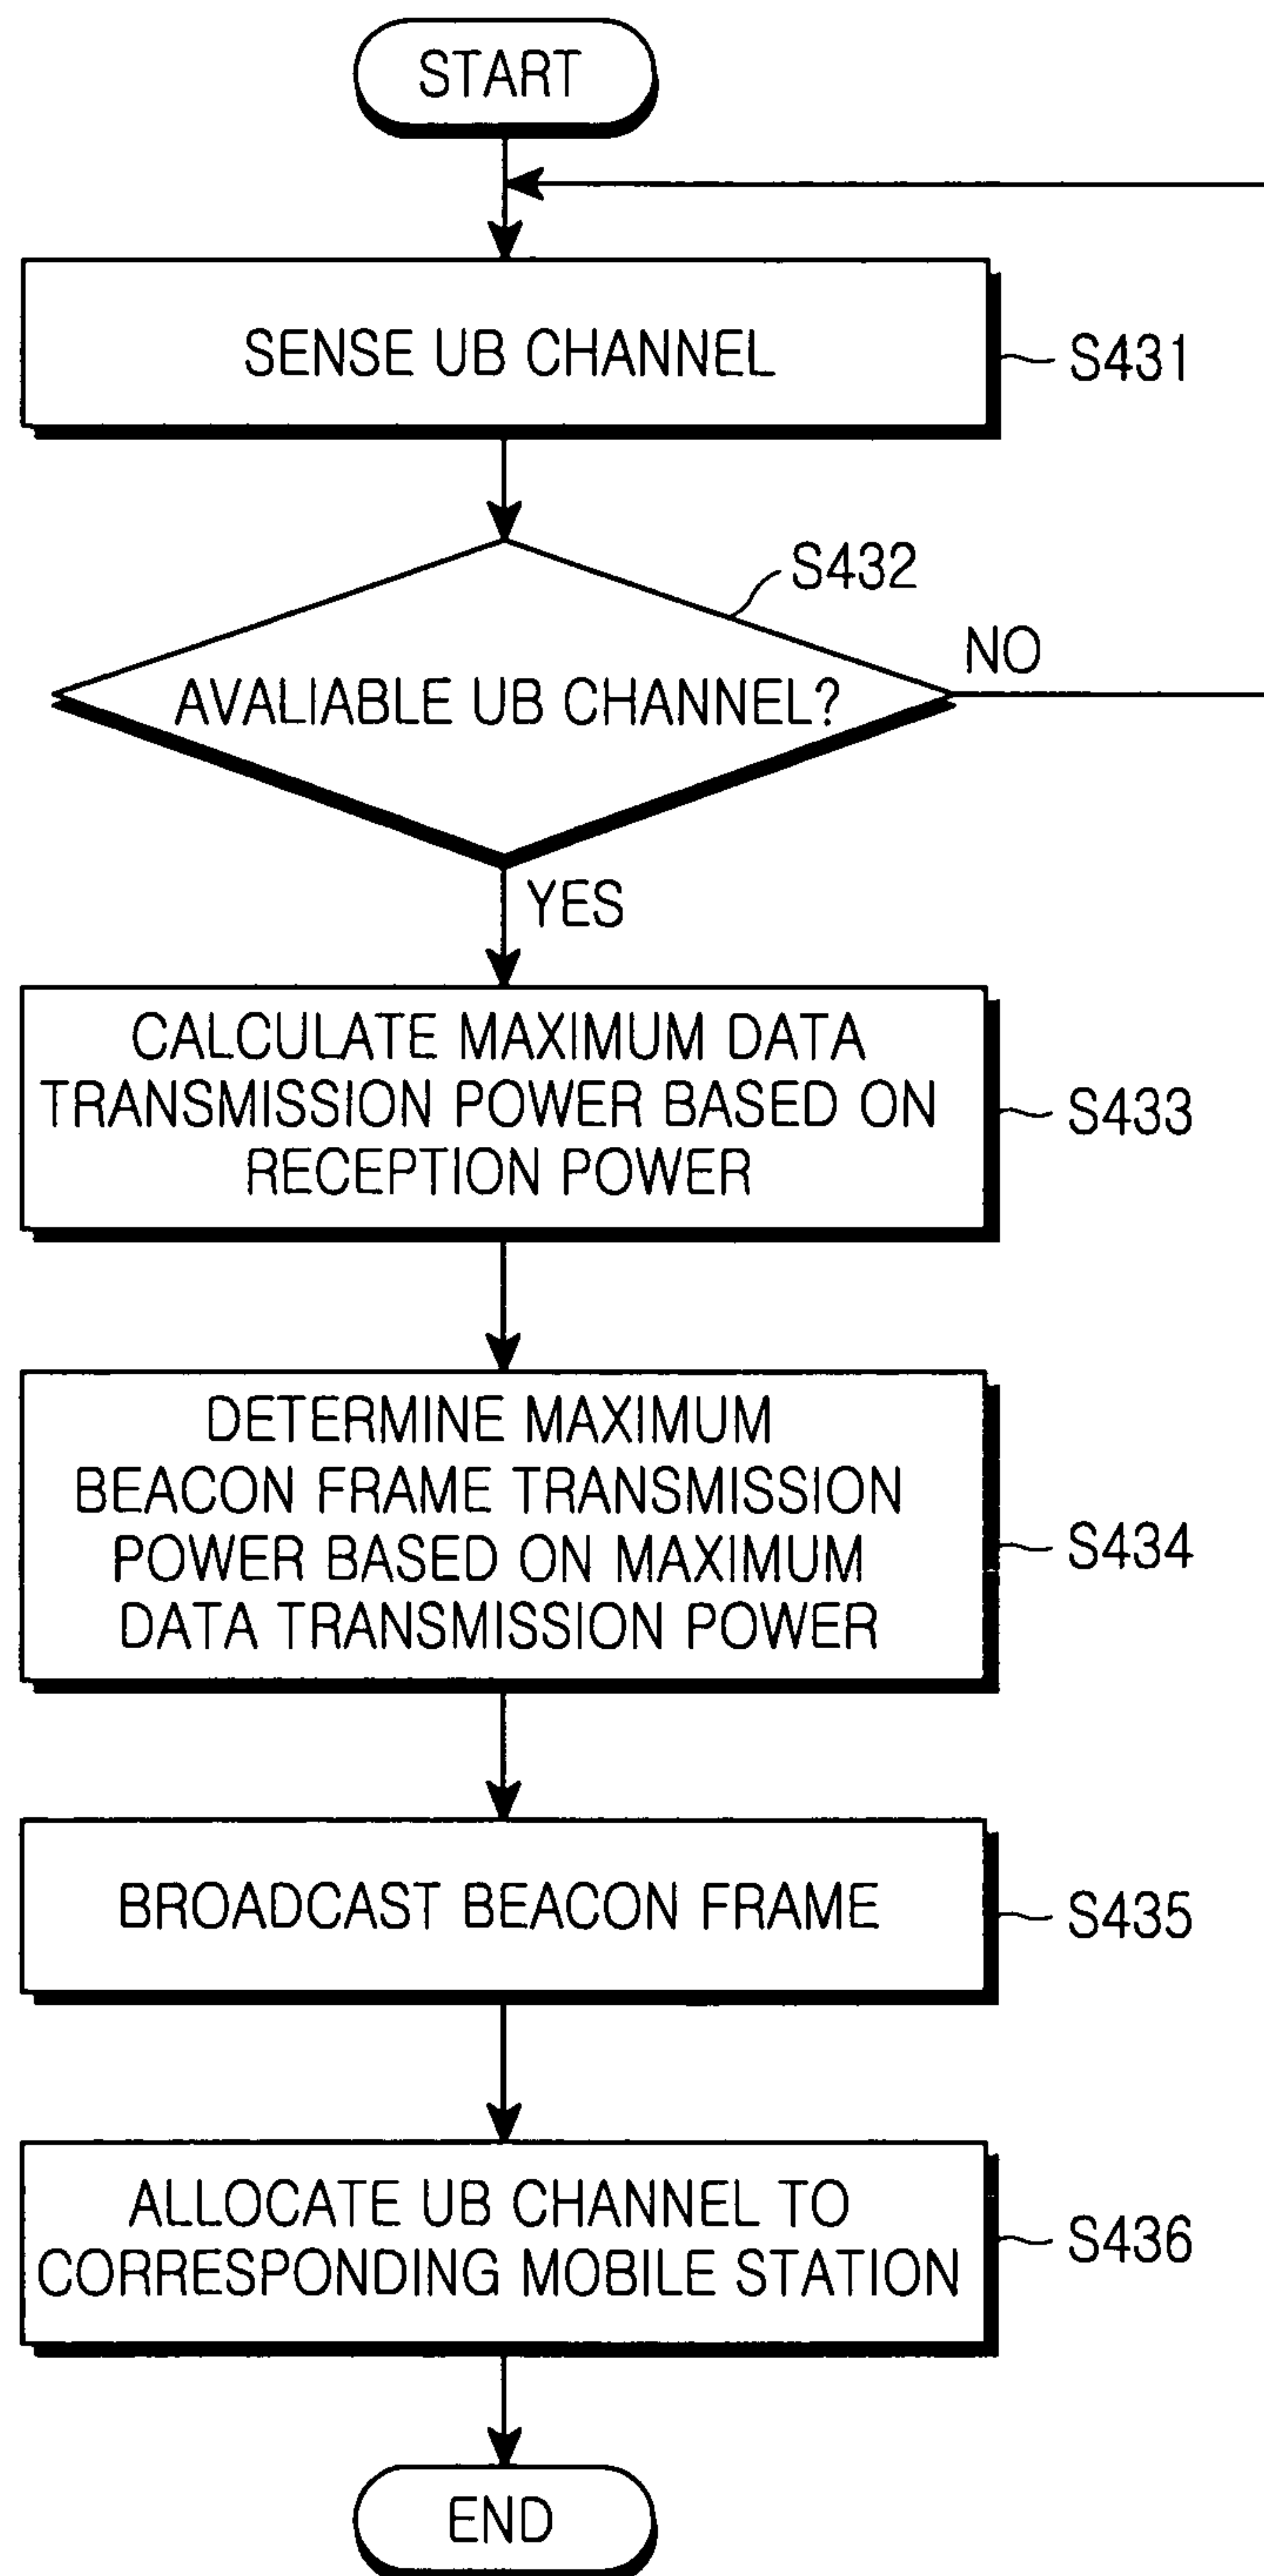 START
SENSE UB CHANNEL
S431
S432
AVALIABLE UB CHANNEL?
NO
YES
CALCULATE MAXIMUM DATA
TRANSMISSION POWER BASED ON
RECEPTION POWER
S433
DETERMINE MAXIMUM
BEACON FRAME TRANSMISSION
POWER BASED ON MAXIMUM
DATA TRANSMISSION POWER
S434
BROADCAST BEACON FRAME
S435
ALLOCATE UB CHANNEL TO
CORRESPONDING MOBILE STATION
S436
END